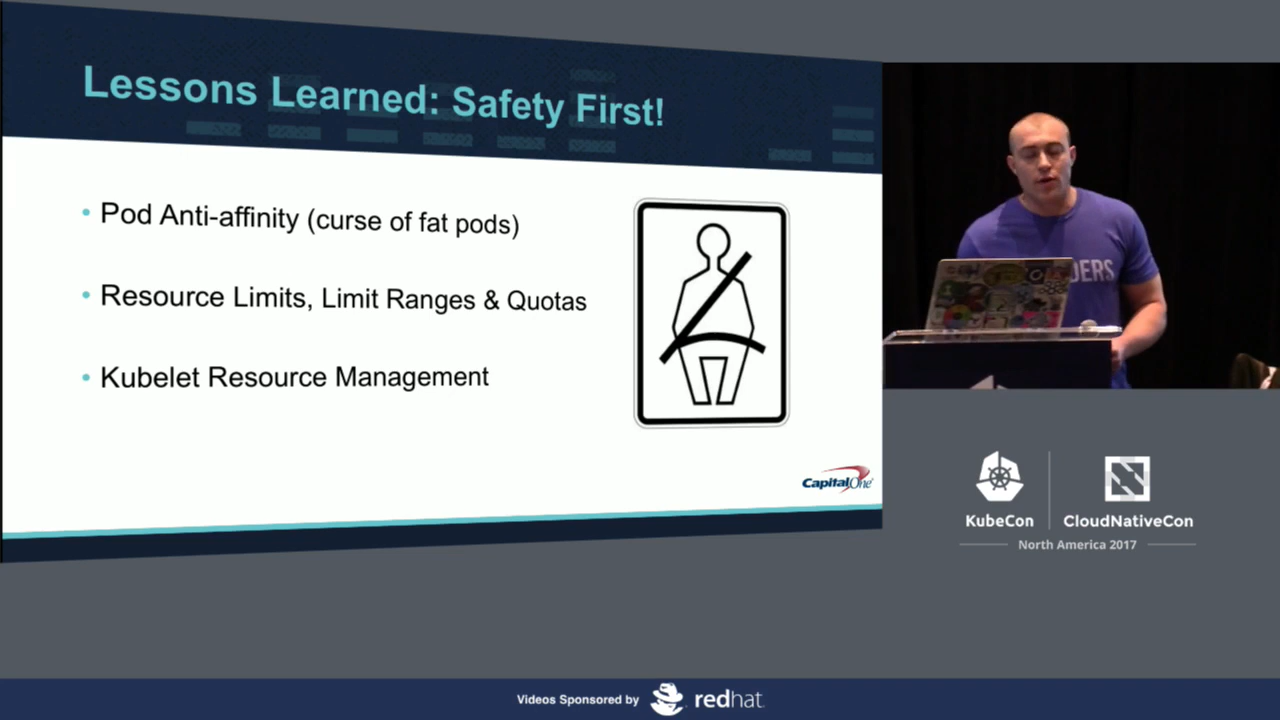 Lessons Learned: Safety First!
• Pod Anti-affinity (curse of fat pods)
• Resource Limits, Limit Ranges & Quotas
• Kubelet Resource Management
CapitalOne
DERS
KubeCon
CloudNativeCon
North America 2017
Videos Sponsored by
redhat